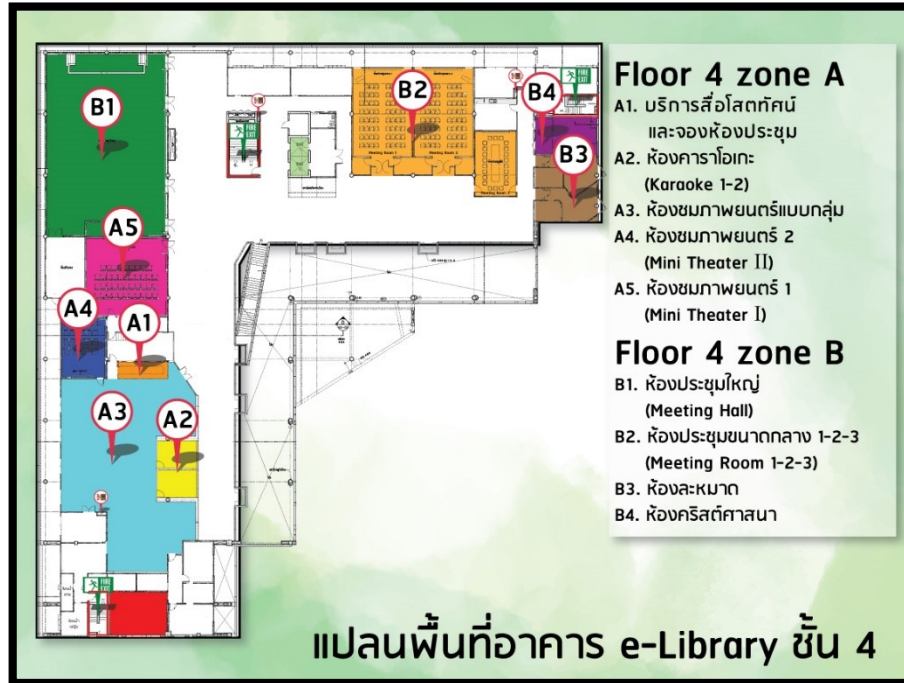 B1
B2
B4
B3
A5
A4
A1
A3
A2
FIRE
EXIT
FIRE
EXIT
FIRE
EXIT
Meeting Room 1
Floor 4 zone A
A1. บริการสื่อโสตทัศน์
และจองห้องประชุม
A2. ห้องคาราโอเกะ
(Karaoke 1-2)
A3. ห้องชมภาพยนตร์แบบกลุ่ม
A4. ห้องชมภาพยนตร์ 2
(Mini Theater II)
A5. ห้องชมภาพยนตร์ 1
(Mini Theater I)
Floor 4 zone B
B1. ห้องประชุมใหญ่
(Meeting Hall)
B2. ห้องประชุมขนาดกลาง 1-2-3
(Meeting Room 1-2-3)
B3. ห้องละหมาด
B4. ห้องคริสต์ศาสนา
แปลนพื้นที่อาคาร e-Library ชั้น 4